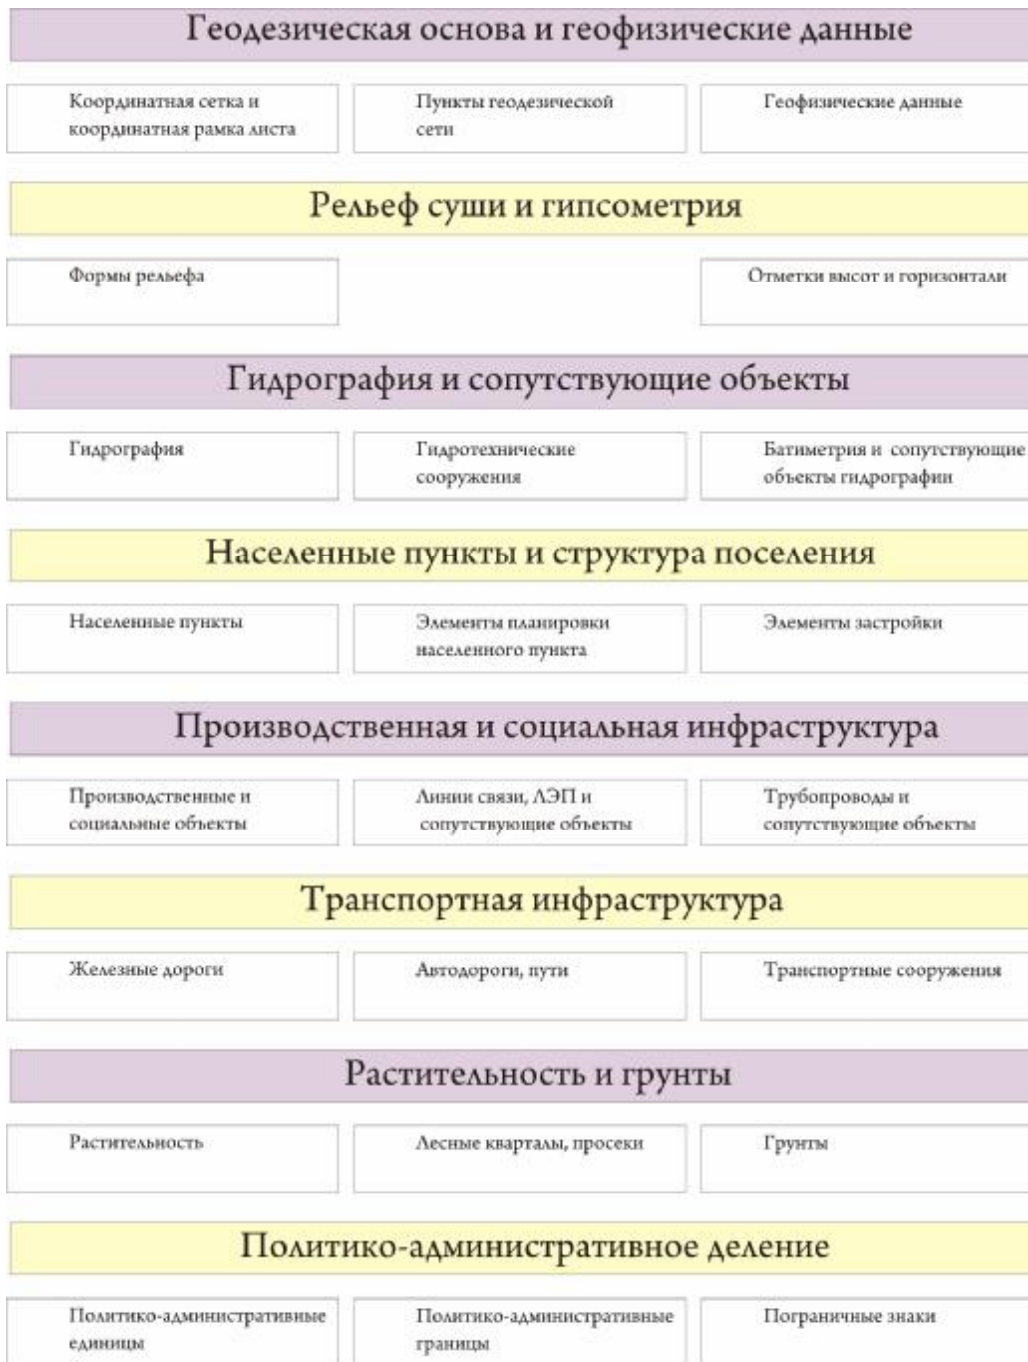 Геодезическая основа и геофизические данные
Координатная сетка и
координатная рамка листа
Пункты геодезической
сети
Геофизические данные
Рельеф суши и гипсометрия
Формы рельефа
Отметки высот и горизонтали
Гидрография и сопутствующие объекты
Гидрография
Гидротехнические
сооружения
Батиметрия и сопутствующие
объекты гидрографии
Населенные пункты и структура поселения
Населенные пункты
Элементы планировки
населенного пункта
Элементы застройки
Производственная и социальная инфраструктура
Производственные и
социальные объекты
Линии связи, ЛЭП и
сопутствующие объекты
Трубопроводы и
сопутствующие объекты
Транспортная инфраструктура
Железные дороги
Автодороги, пути
Транспортные сооружения
Растительность и грунты
Растительность
Лесные кварталы, просеки
Грунты
Политико-административное деление
Политико-административные
единицы
Политико-административные
границы
Пограничные знаки